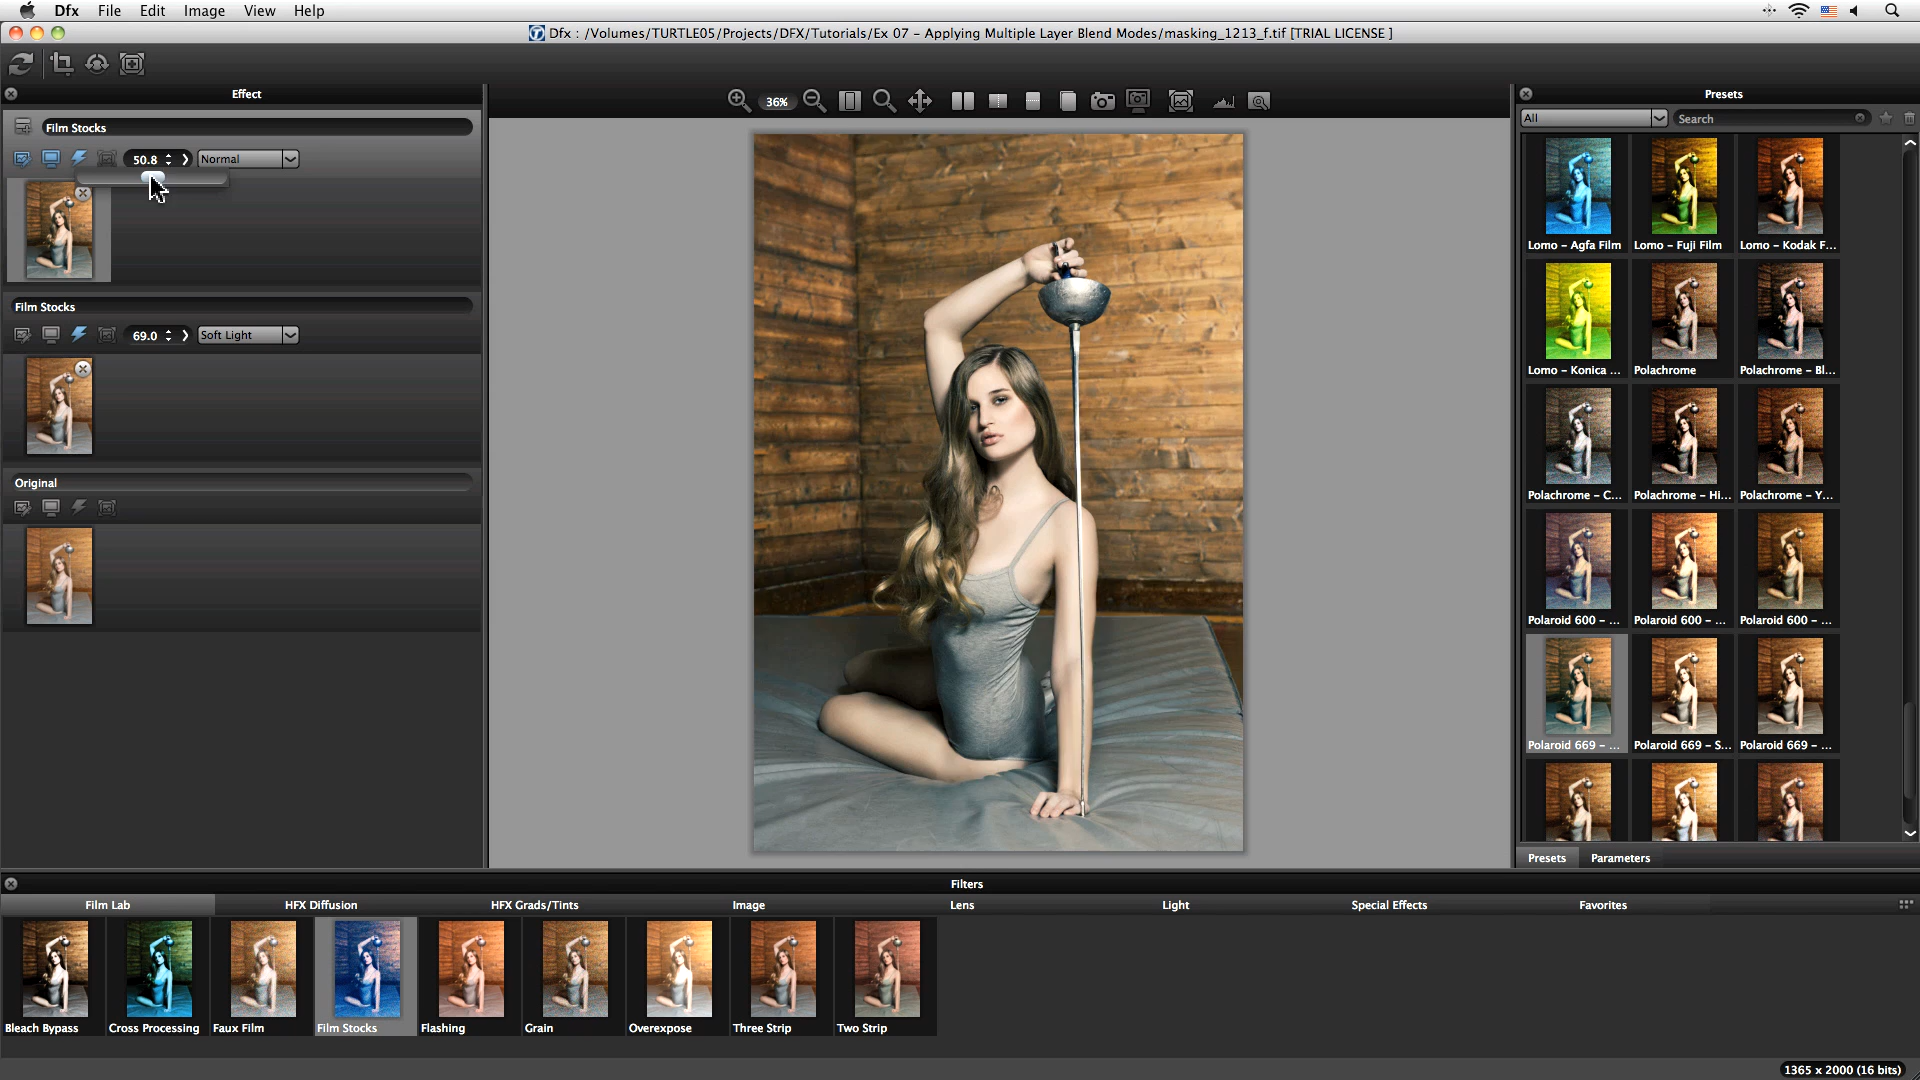 Dfx File Edit Image View Help
Dfx : /Volumes/TURTLE05/Projects/DFX/Tutorials/Ex 07 – Applying Multiple Layer Blend Modes/masking_1213_f.tif [TRIAL LICENSE ]
Effect
Film Stocks
50.8 Normal
Film Stocks
69.0 Soft Light
Original
36%
Presets
All Search
Lomo – Agfa Film Lomo – Fuji Film Lomo – Kodak F...
Lomo – Konica ... Polachrome Polachrome – Bl...
Polachrome – C... Polachrome – Hi... Polachrome – Y...
Polaroid 600 – ... Polaroid 600 – ... Polaroid 600 – ...
Polaroid 669 – ... Polaroid 669 – S... Polaroid 669 – ...
Presets Parameters
Filters
Film Lab HFX Diffusion HFX Grads/Tints Image Lens Light Special Effects Favorites
Bleach Bypass Cross Processing Faux Film Film Stocks Flashing Grain Overexpose Three Strip Two Strip
1365 x 2000 (16 bits)